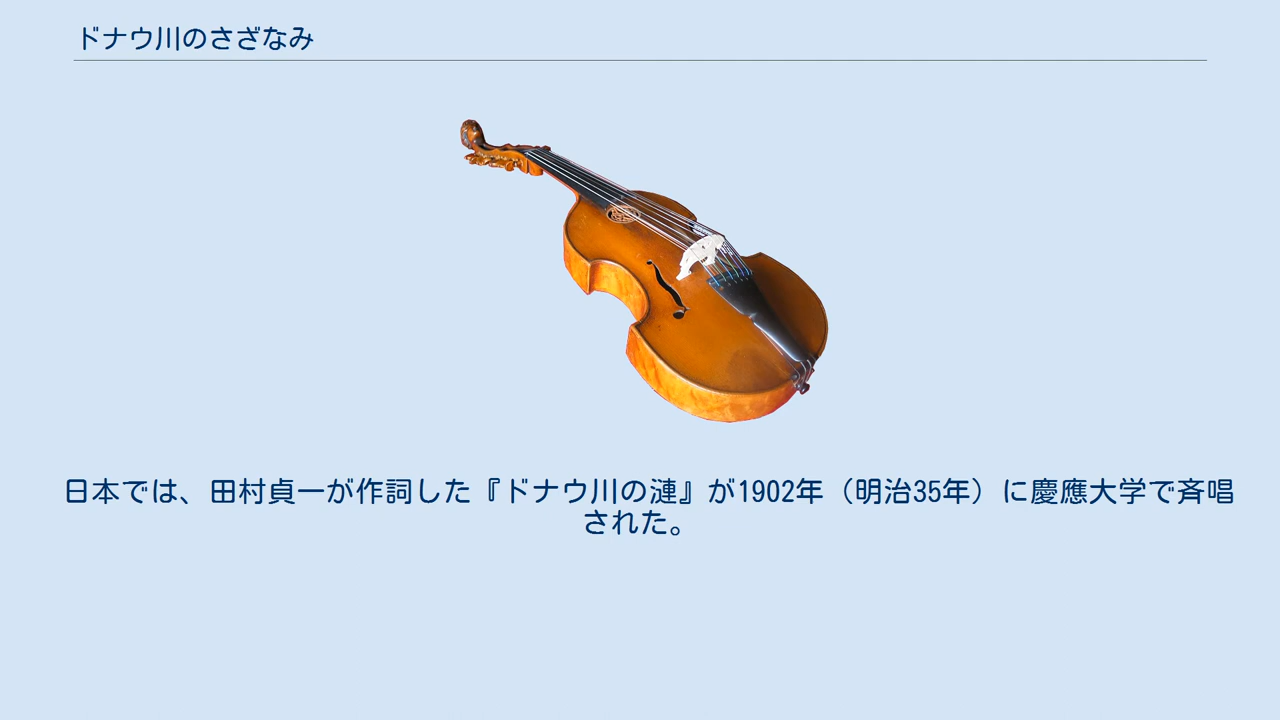 ドナウ川のさざなみ
日本では、田村貞一が作詞した『ドナウ川の漣』が1902年（明治35年）に慶應大学で斉唱
された。